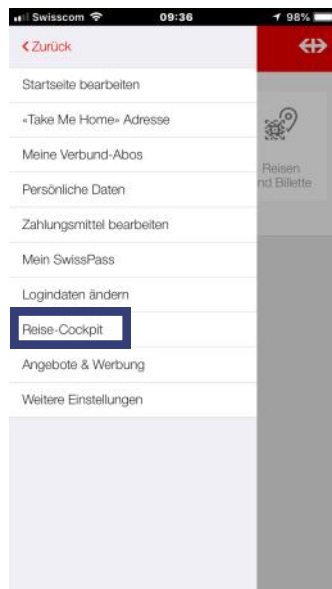 Swisscom 09:36 98%
Zurück
Startseite bearbeiten
«Take Me Home» Adresse
Meine Verbund-Abos
Persönliche Daten
Zahlungsmittel bearbeiten
Mein SwissPass
Logindaten ändern
Reise-Cockpit
Angebote & Werbung
Weitere Einstellungen
Reisen
nd Billette